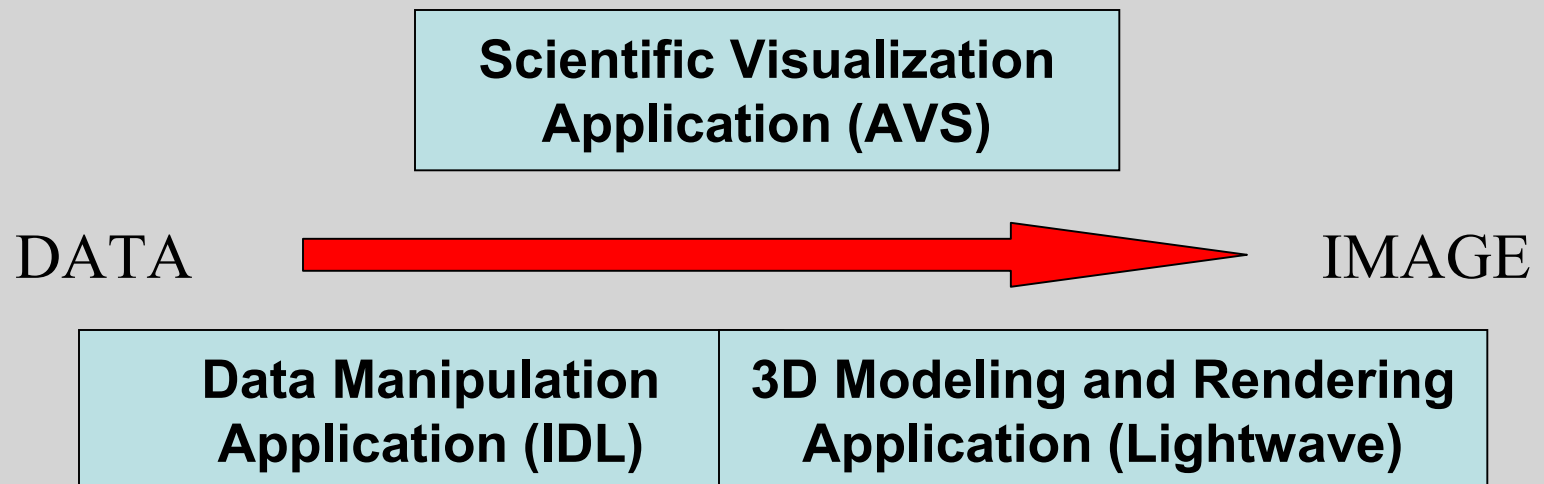 Scientific Visualization
Application (AVS)
DATA
IMAGE
Data Manipulation
Application (IDL)
3D Modeling and Rendering
Application (Lightwave)